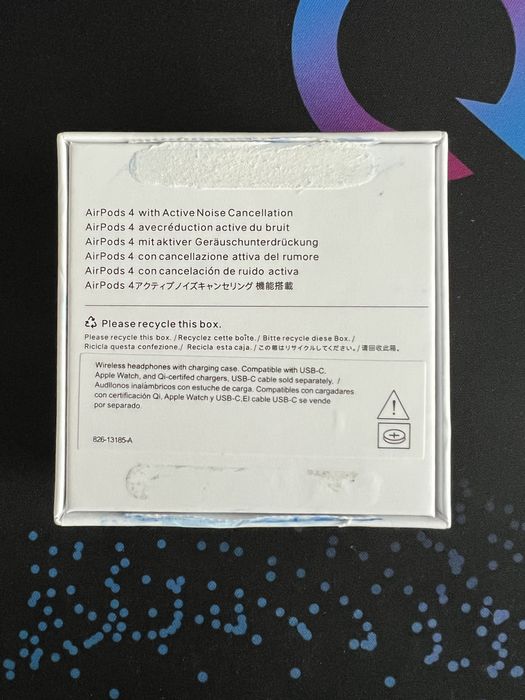 AirPods 4 with Active Noise Cancellation
AirPods 4 avecréduction active du bruit
AirPods 4 mitaktiver Geräuschunterdrückung
AirPods 4 con cancellazione attiva del rumore
AirPods 4 con cancelación de ruido activa
AirPods 4アクティブノイズキャンセリング 機能搭載
Please recycle this box.
Please recycle this box. / Recyclez cette boîte. / Bitte recycle diese Box. /
Ricicla questa confezione. / Recicla esta caja. / この箱はリサイクルしてください。/ 请回收此箱。
Wireless headphones with charging case. Compatible with USB-C.
Apple Watch, and Qi-certifed chargers, USB-C cable sold separately. /
Audllonos inalámbricos con estuche de carga. Compatibles con cargadares
con certificación Qi, Apple Watch y USB-C.El cable USB-C se vende
por separado.
826-13185-A